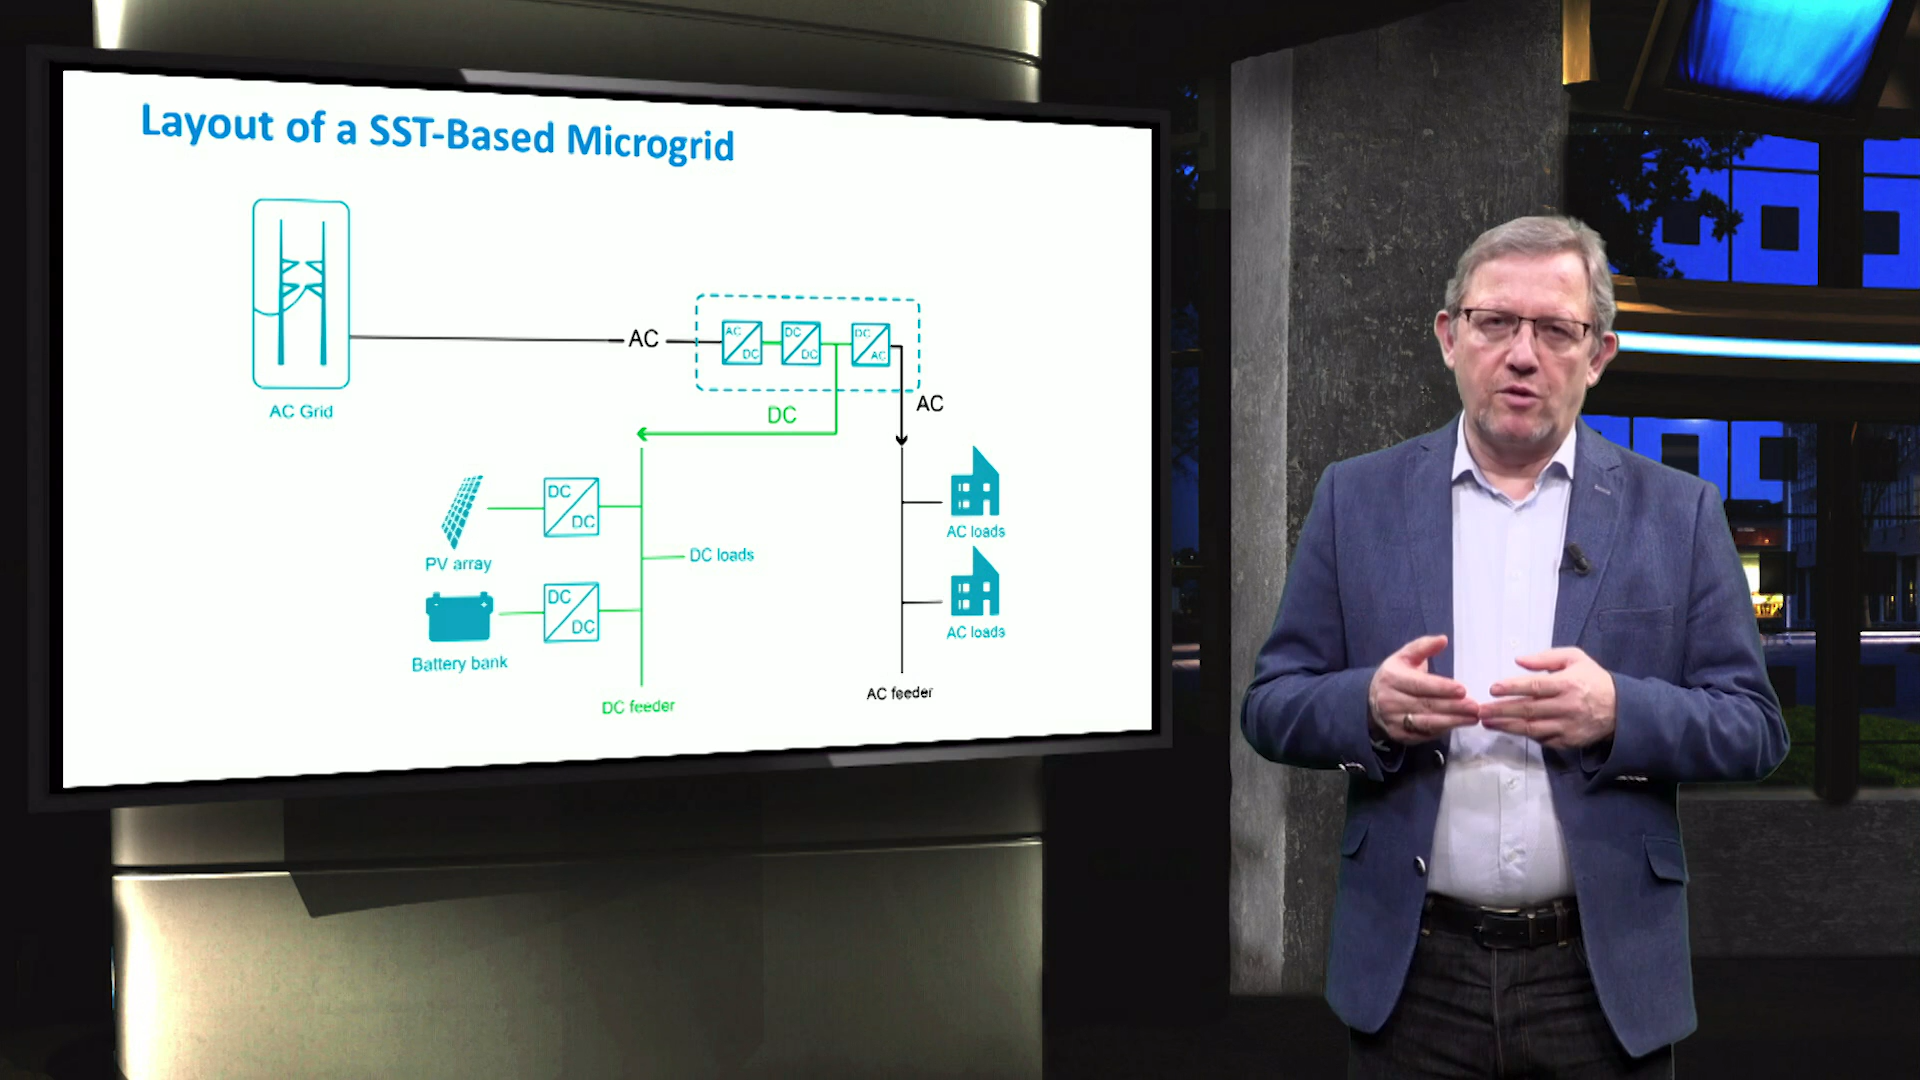 Layout of a SST-Based Microgrid
AC Grid
AC
AC
DC
DC
DC
DC
AC
DC
AC
PV array
DC
DC
DC loads
Battery bank
DC
DC
DC feeder
AC loads
AC loads
AC feeder